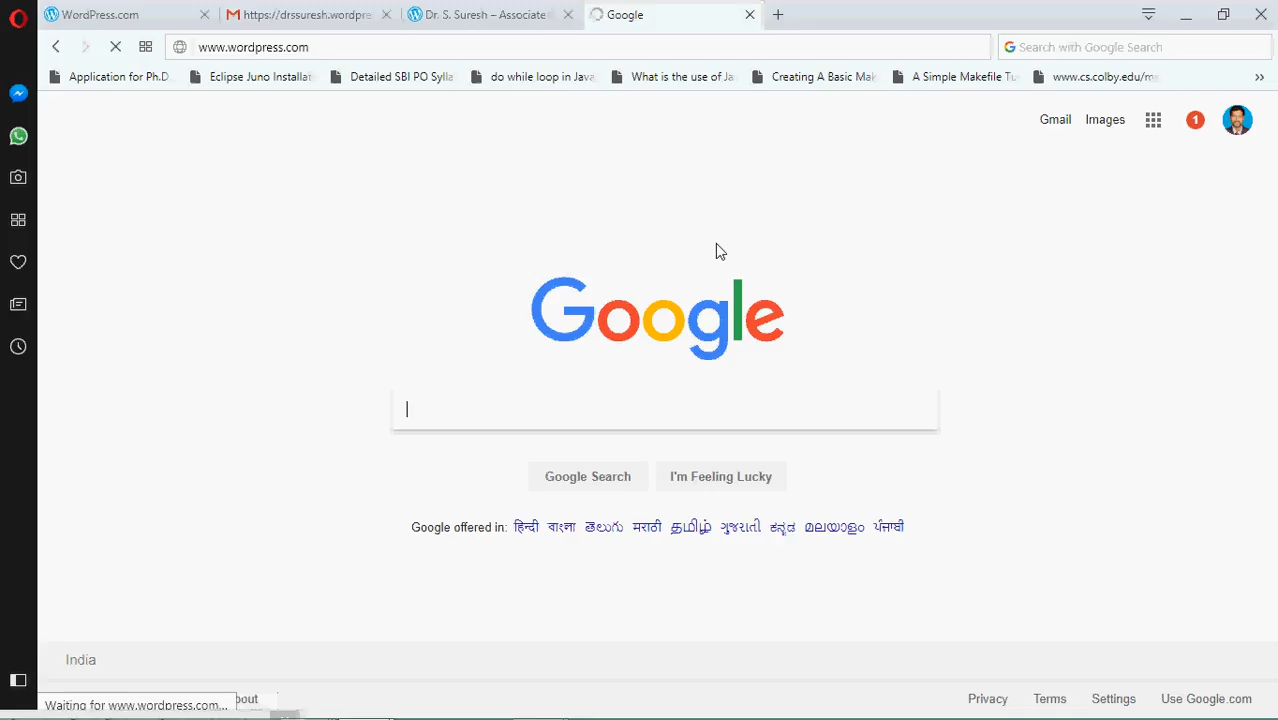 WordPress.com https://drssuresh.wordpre Dr. S. Suresh – Associate Google
www.wordpress.com Search with Google Search
Application for Ph.D Eclipse Juno Installat Detailed SBI PO Sylla do while loop in Java What is the use of Ja Creating A Basic Mak A Simple Makefile Tu www.cs.colby.edu/m
Gmail Images 1
Google
Google Search I'm Feeling Lucky
Google offered in: हिन्दी বাংলা తెలుగు मराठी தமிழ் ગુજરાતી ಕನ್ನಡ മലയാളം ਪੰਜਾਬੀ
India
Waiting for www.wordpress.com... bout Privacy Terms Settings Use Google.com